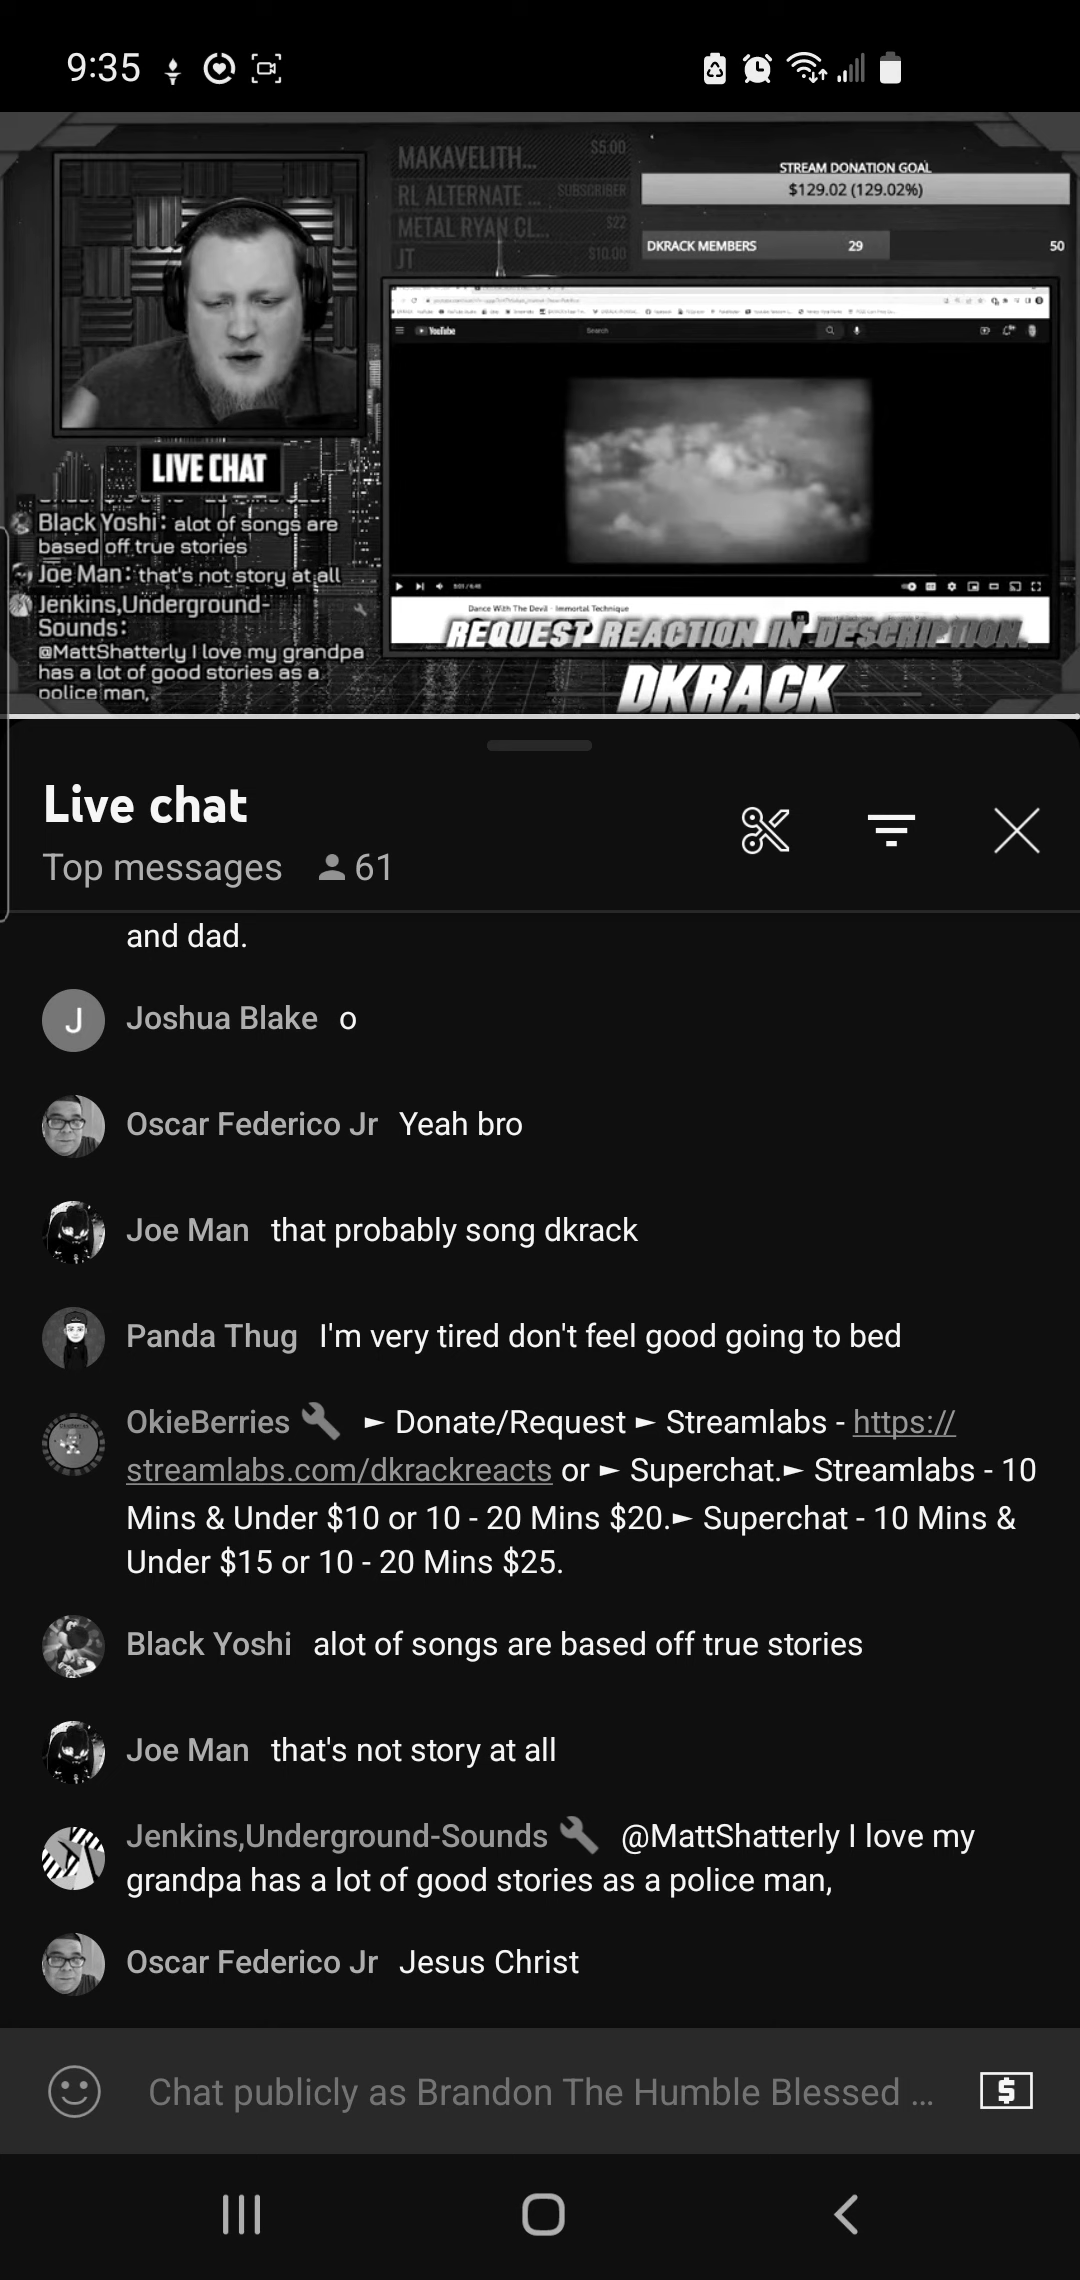 9:35
MAKAVELITH... $5.00
RL ALTERNATE ... SUBSCRIBER
METAL RYAN CL... $22
JT $10.00
STREAM DONATION GOAL
$129.02 (129.02%)
DKRACK MEMBERS 29 50
YouTube
Search
5:01 / 6:48
Dance With The Devil - Immortal Technique
REQUEST REACTION IN DESCRIPTION.
DKRACK
LIVE CHAT
Black Yoshi: alot of songs are
based off true stories
Joe Man: that's not story at all
Jenkins,Underground-
Sounds:
@MattShatterly I love my grandpa
has a lot of good stories as a
police man,
Live chat
Top messages 61
and dad.
J Joshua Blake o
Oscar Federico Jr Yeah bro
Joe Man that probably song dkrack
Panda Thug I'm very tired don't feel good going to bed
OkieBerries ► Donate/Request ► Streamlabs - https://
streamlabs.com/dkrackreacts or ► Superchat.► Streamlabs - 10
Mins & Under $10 or 10 - 20 Mins $20.► Superchat - 10 Mins &
Under $15 or 10 - 20 Mins $25.
Black Yoshi alot of songs are based off true stories
Joe Man that's not story at all
Jenkins,Underground-Sounds @MattShatterly I love my
grandpa has a lot of good stories as a police man,
Oscar Federico Jr Jesus Christ
Chat publicly as Brandon The Humble Blessed ...